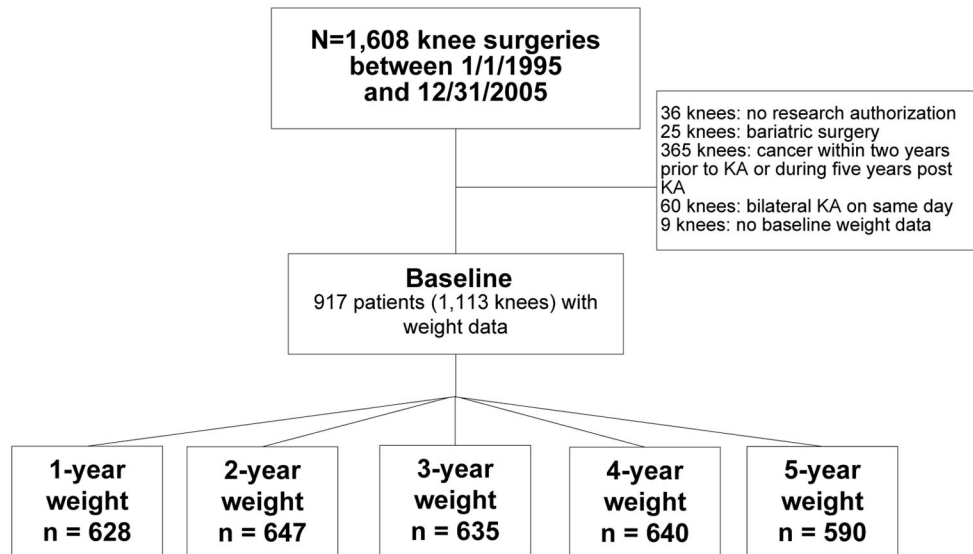 N=1,608 knee surgeries
between 1/1/1995
and 12/31/2005
36 knees: no research authorization
25 knees: bariatric surgery
365 knees: cancer within two years
prior to KA or during five years post
KA
60 knees: bilateral KA on same day
9 knees: no baseline weight data
Baseline
917 patients (1,113 knees) with
weight data
1-year
weight
n = 628
2-year
weight
n = 647
3-year
weight
n = 635
4-year
weight
n = 640
5-year
weight
n = 590